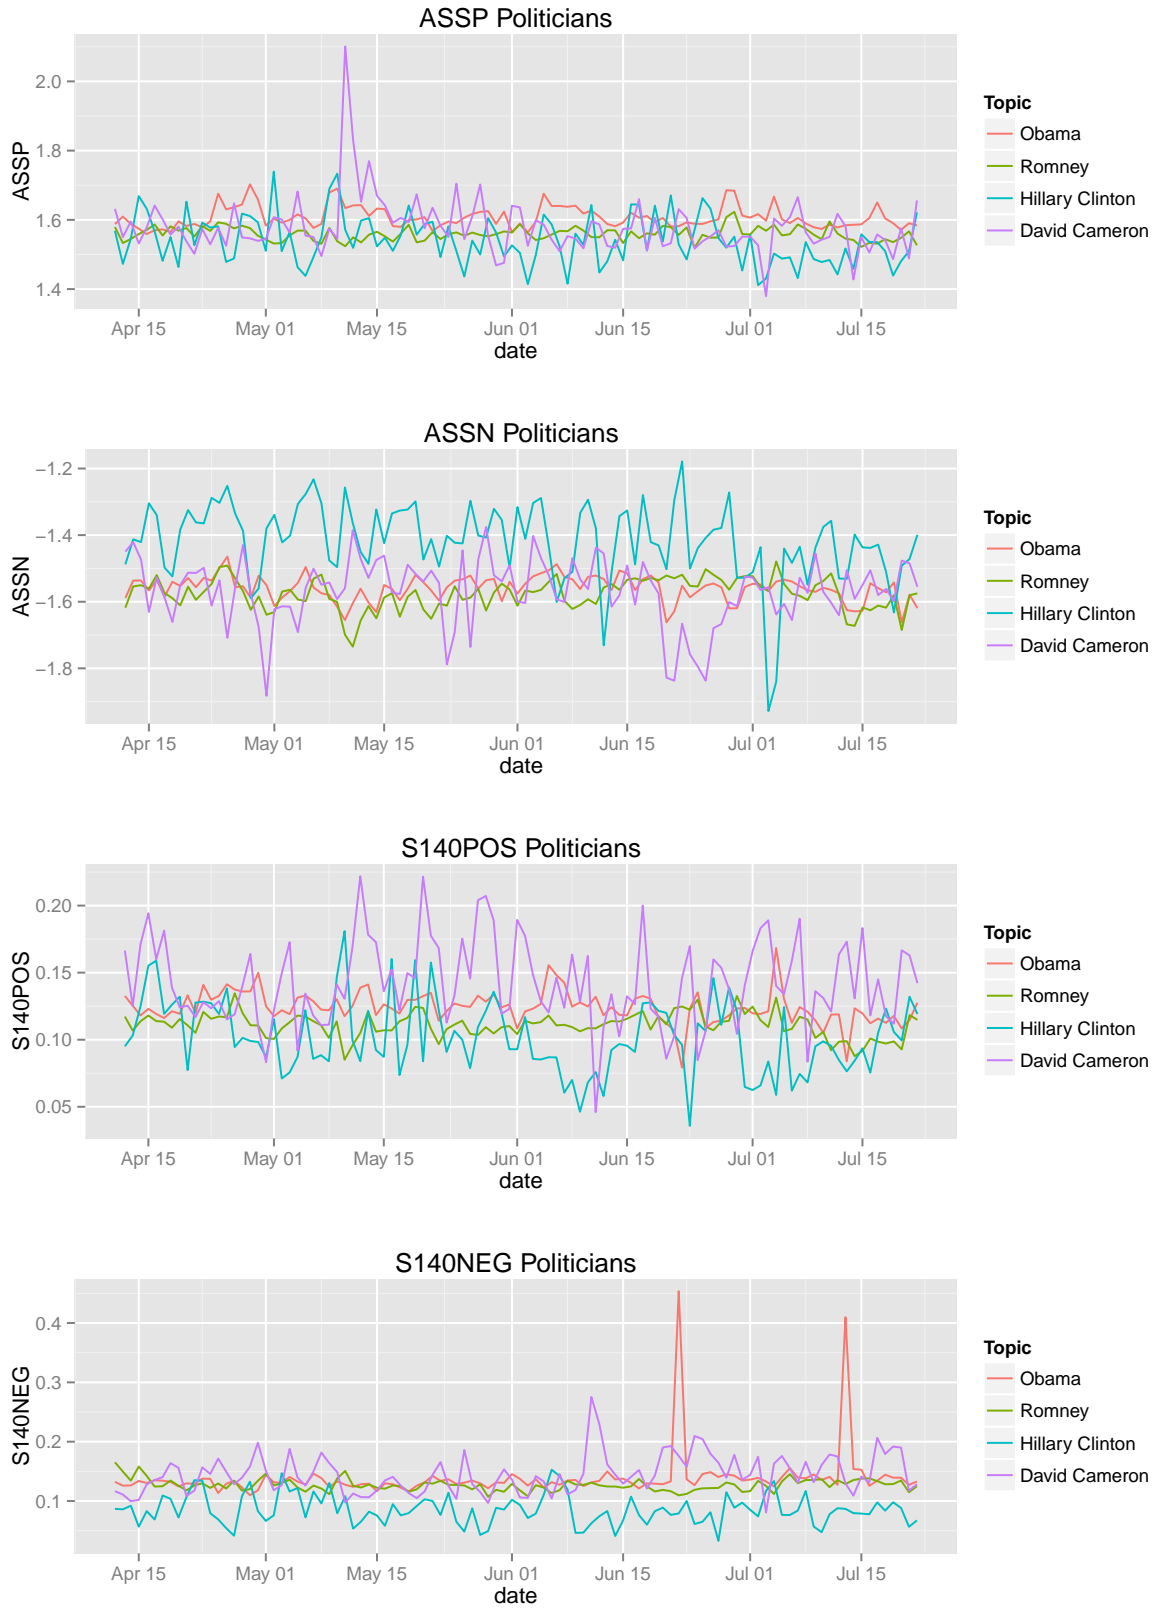 ASSP Politicians
ASSP
2.0
1.8
1.6
1.4
Apr 15 May 01 May 15 Jun 01 Jun 15 Jul 01 Jul 15
date
Topic
Obama
Romney
Hillary Clinton
David Cameron
ASSN Politicians
ASSN
−1.2
−1.4
−1.6
−1.8
Apr 15 May 01 May 15 Jun 01 Jun 15 Jul 01 Jul 15
date
Topic
Obama
Romney
Hillary Clinton
David Cameron
S140POS Politicians
S140POS
0.20
0.15
0.10
0.05
Apr 15 May 01 May 15 Jun 01 Jun 15 Jul 01 Jul 15
date
Topic
Obama
Romney
Hillary Clinton
David Cameron
S140NEG Politicians
S140NEG
0.4
0.3
0.2
0.1
Apr 15 May 01 May 15 Jun 01 Jun 15 Jul 01 Jul 15
date
Topic
Obama
Romney
Hillary Clinton
David Cameron